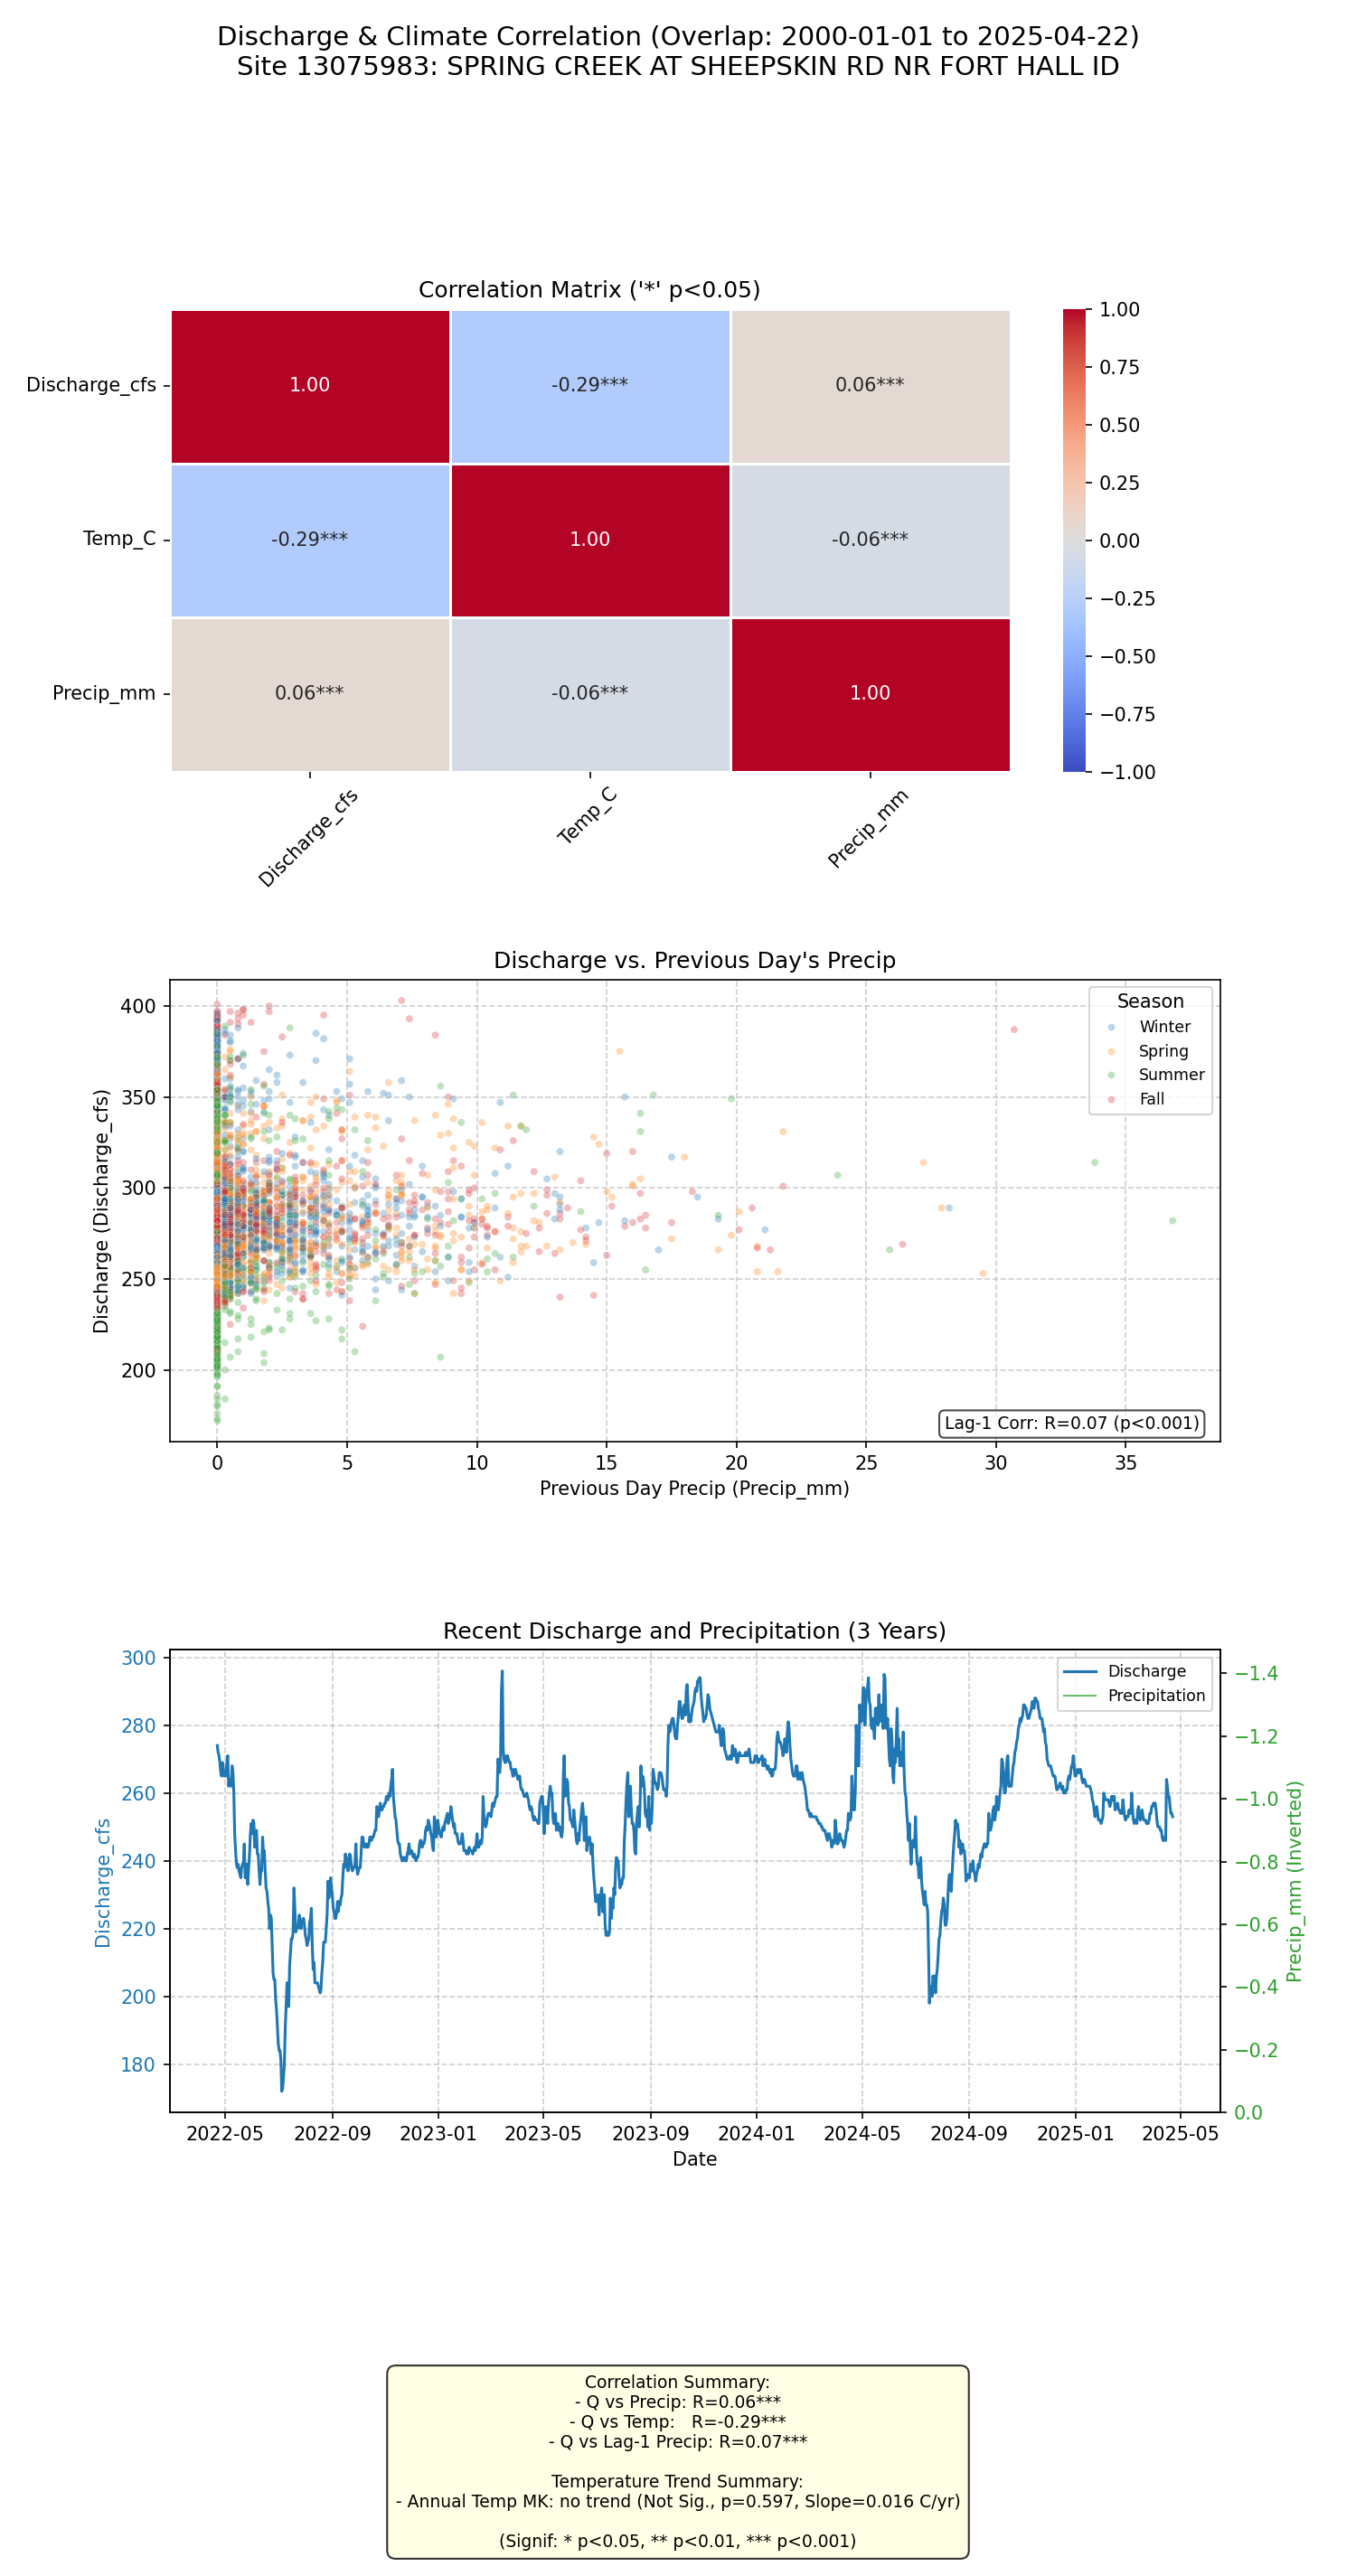 Discharge & Climate Correlation (Overlap: 2000-01-01 to 2025-04-22)
Site 13075983: SPRING CREEK AT SHEEPSKIN RD NR FORT HALL ID
Correlation Matrix ('*' p<0.05)
Discharge_cfs
1.00
-0.29***
0.06***
Temp_C
-0.29***
1.00
-0.06***
Precip_mm
0.06***
-0.06***
1.00
Discharge_cfs
Temp_C
Precip_mm
1.00
0.75
0.50
0.25
0.00
−0.25
−0.50
−0.75
−1.00
Discharge vs. Previous Day's Precip
Discharge (Discharge_cfs)
400
350
300
250
200
Season
Winter
Spring
Summer
Fall
Lag-1 Corr: R=0.07 (p<0.001)
0 5 10 15 20 25 30 35
Previous Day Precip (Precip_mm)
Recent Discharge and Precipitation (3 Years)
Discharge_cfs
300
280
260
240
220
200
180
Discharge
Precipitation
−1.4
−1.2
−1.0
−0.8
−0.6
−0.4
−0.2
0.0
Precip_mm (Inverted)
2022-05 2022-09 2023-01 2023-05 2023-09 2024-01 2024-05 2024-09 2025-01 2025-05
Date
Correlation Summary:
- Q vs Precip: R=0.06***
- Q vs Temp: R=-0.29***
- Q vs Lag-1 Precip: R=0.07***
Temperature Trend Summary:
- Annual Temp MK: no trend (Not Sig., p=0.597, Slope=0.016 C/yr)
(Signif: * p<0.05, ** p<0.01, *** p<0.001)